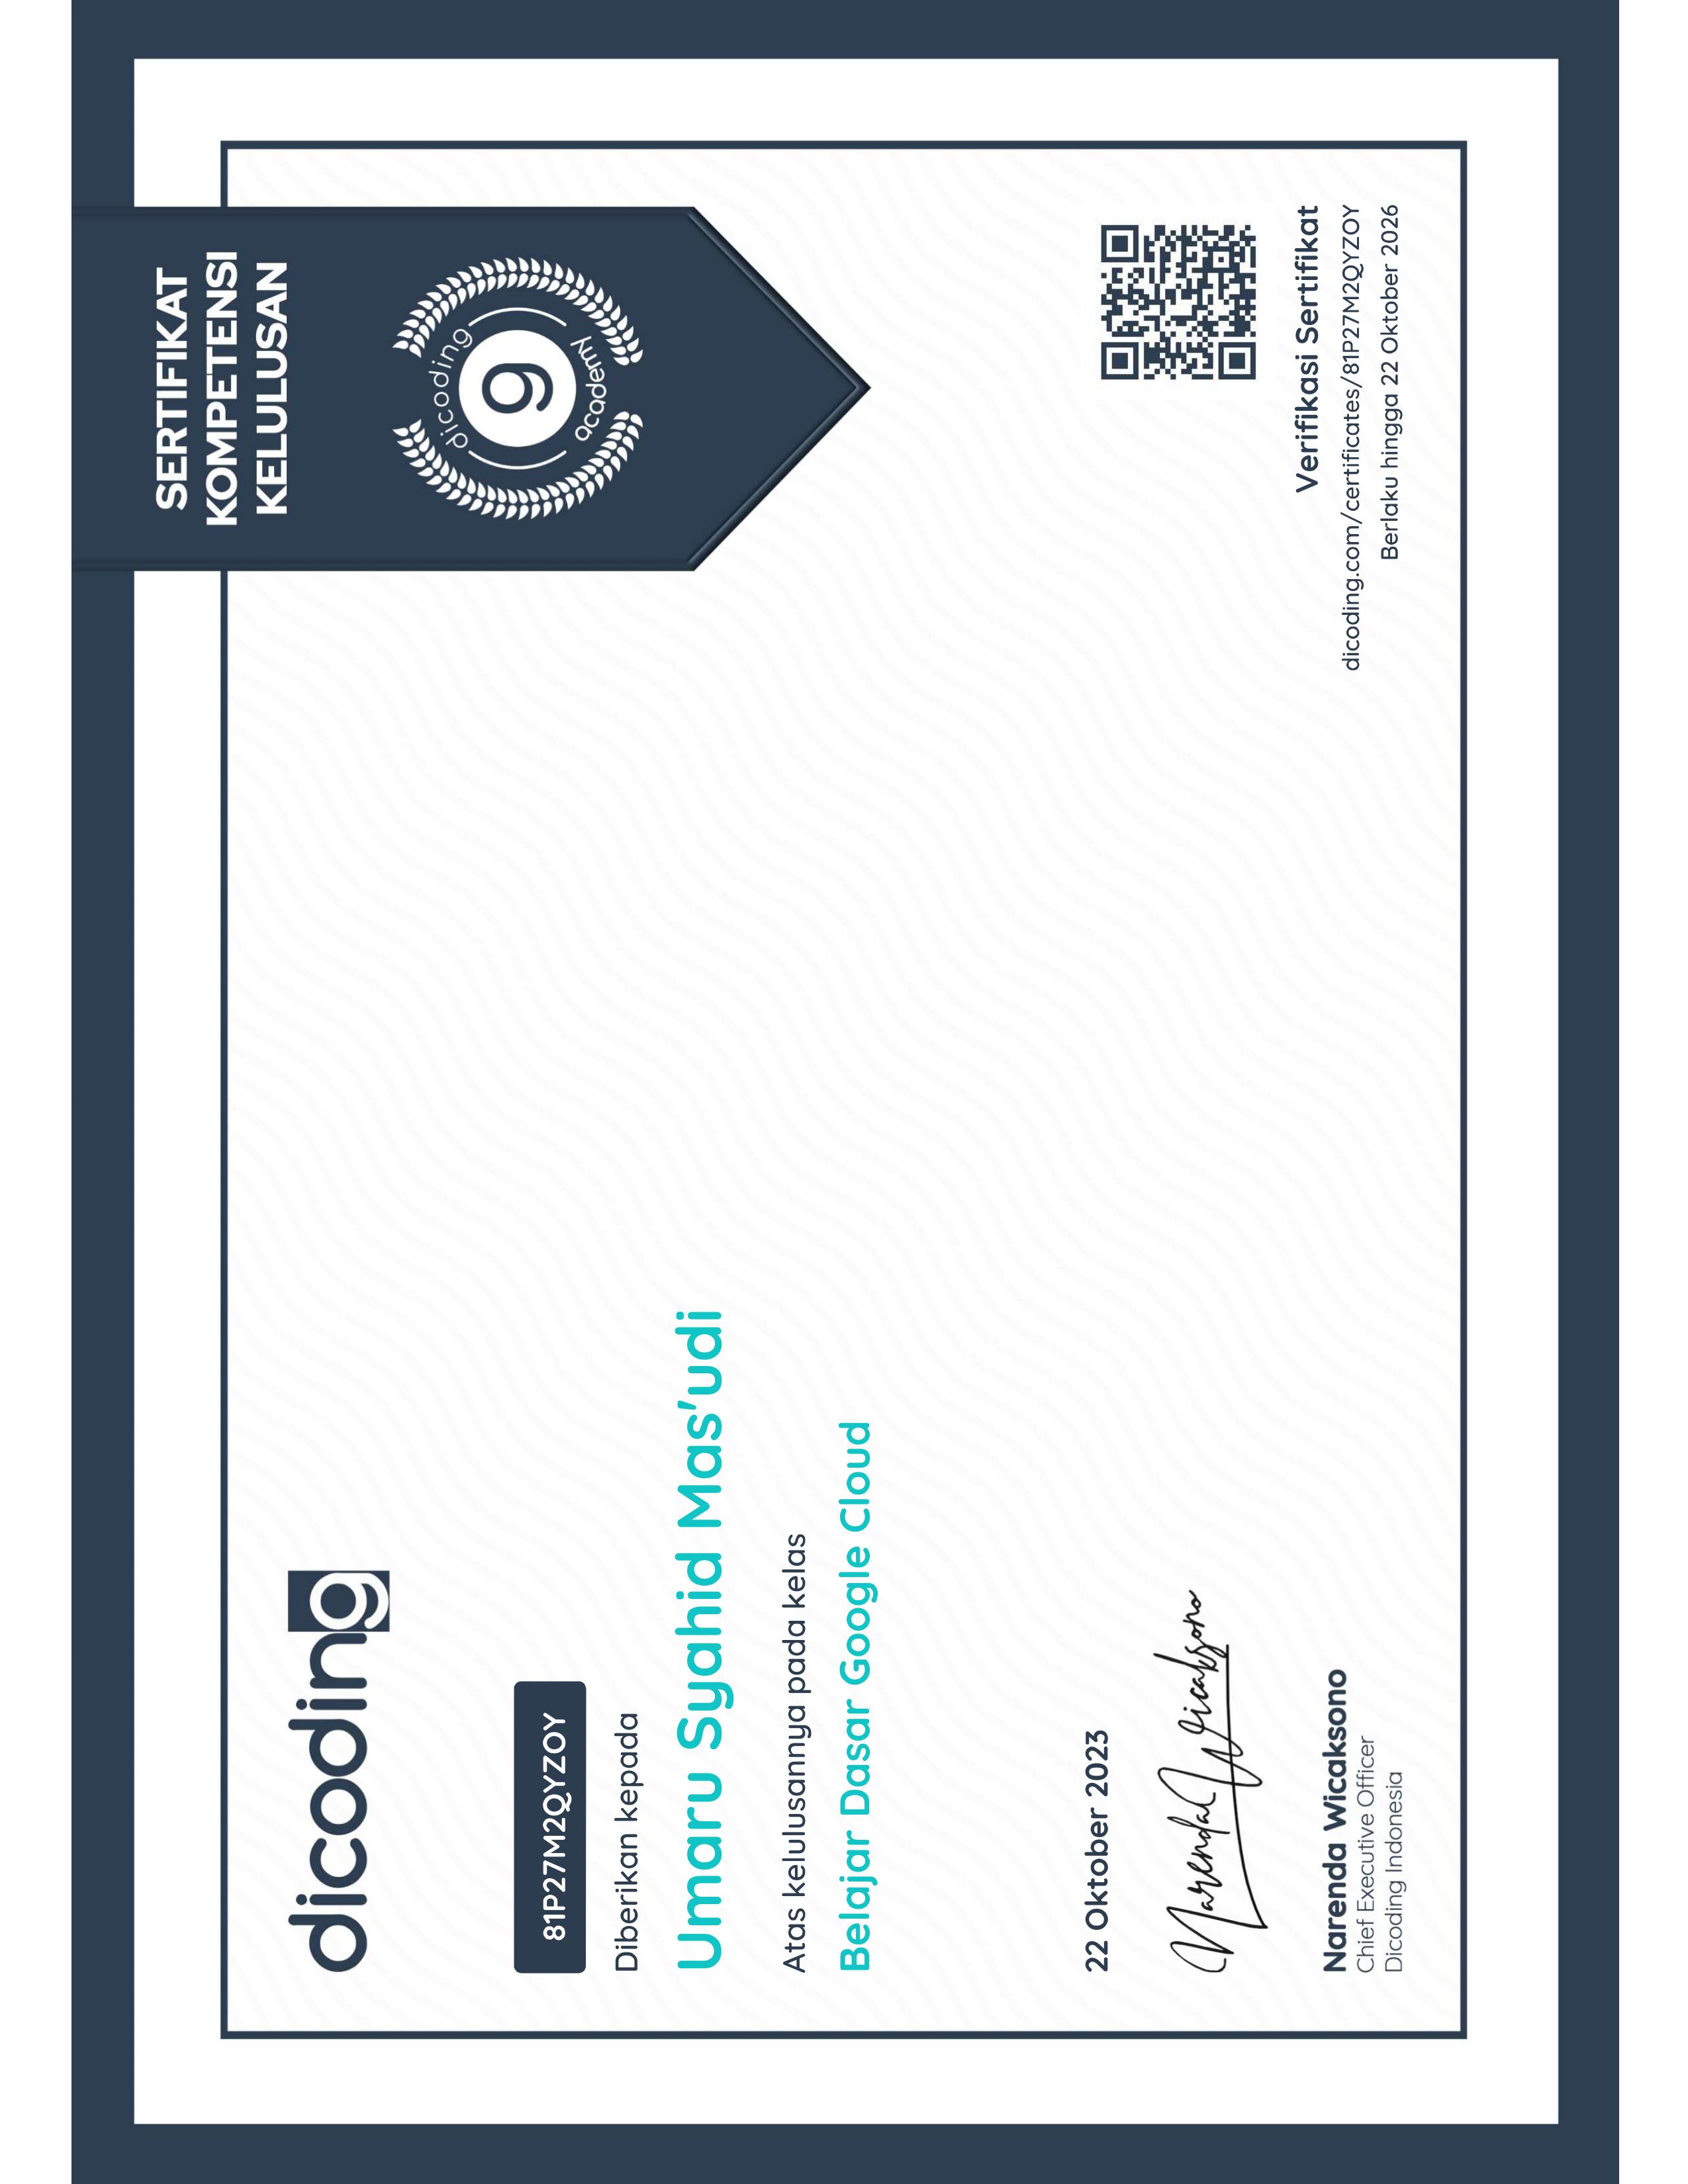 SERTIFIKAT
KOMPETENSI
KELULUSAN
dicoding
dicoding
g
academy
81P27M2QYZOY
Diberikan kepada
Umaru Syahid Mas'udi
Atas kelulusannya pada kelas
Belajar Dasar Google Cloud
22 Oktober 2023
Narenda Wicaksono
Narenda Wicaksono
Chief Executive Officer
Dicoding Indonesia
Verifikasi Sertifikat
dicoding.com/certificates/81P27M2QYZOY
Berlaku hingga 22 Oktober 2026